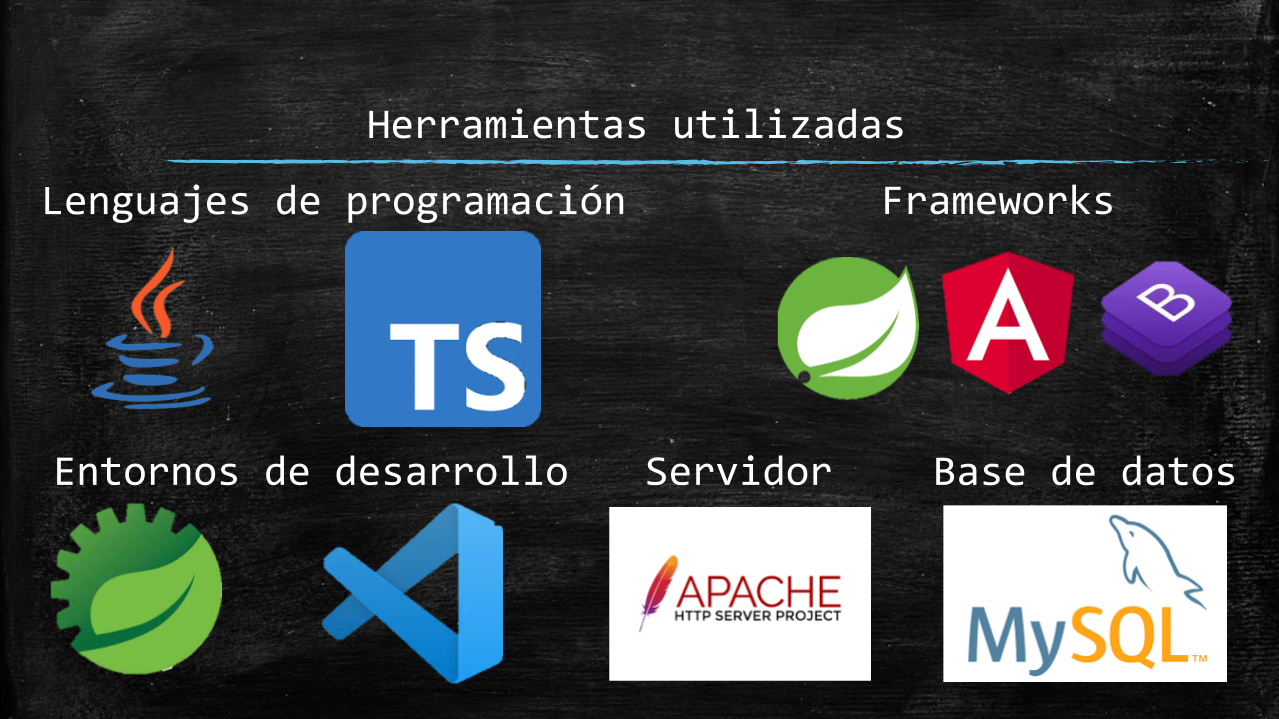 Herramientas utilizadas
Lenguajes de programación
Frameworks
TS
A
B
Entornos de desarrollo
Servidor
Base de datos
APACHE
HTTP SERVER PROJECT
MySQL™